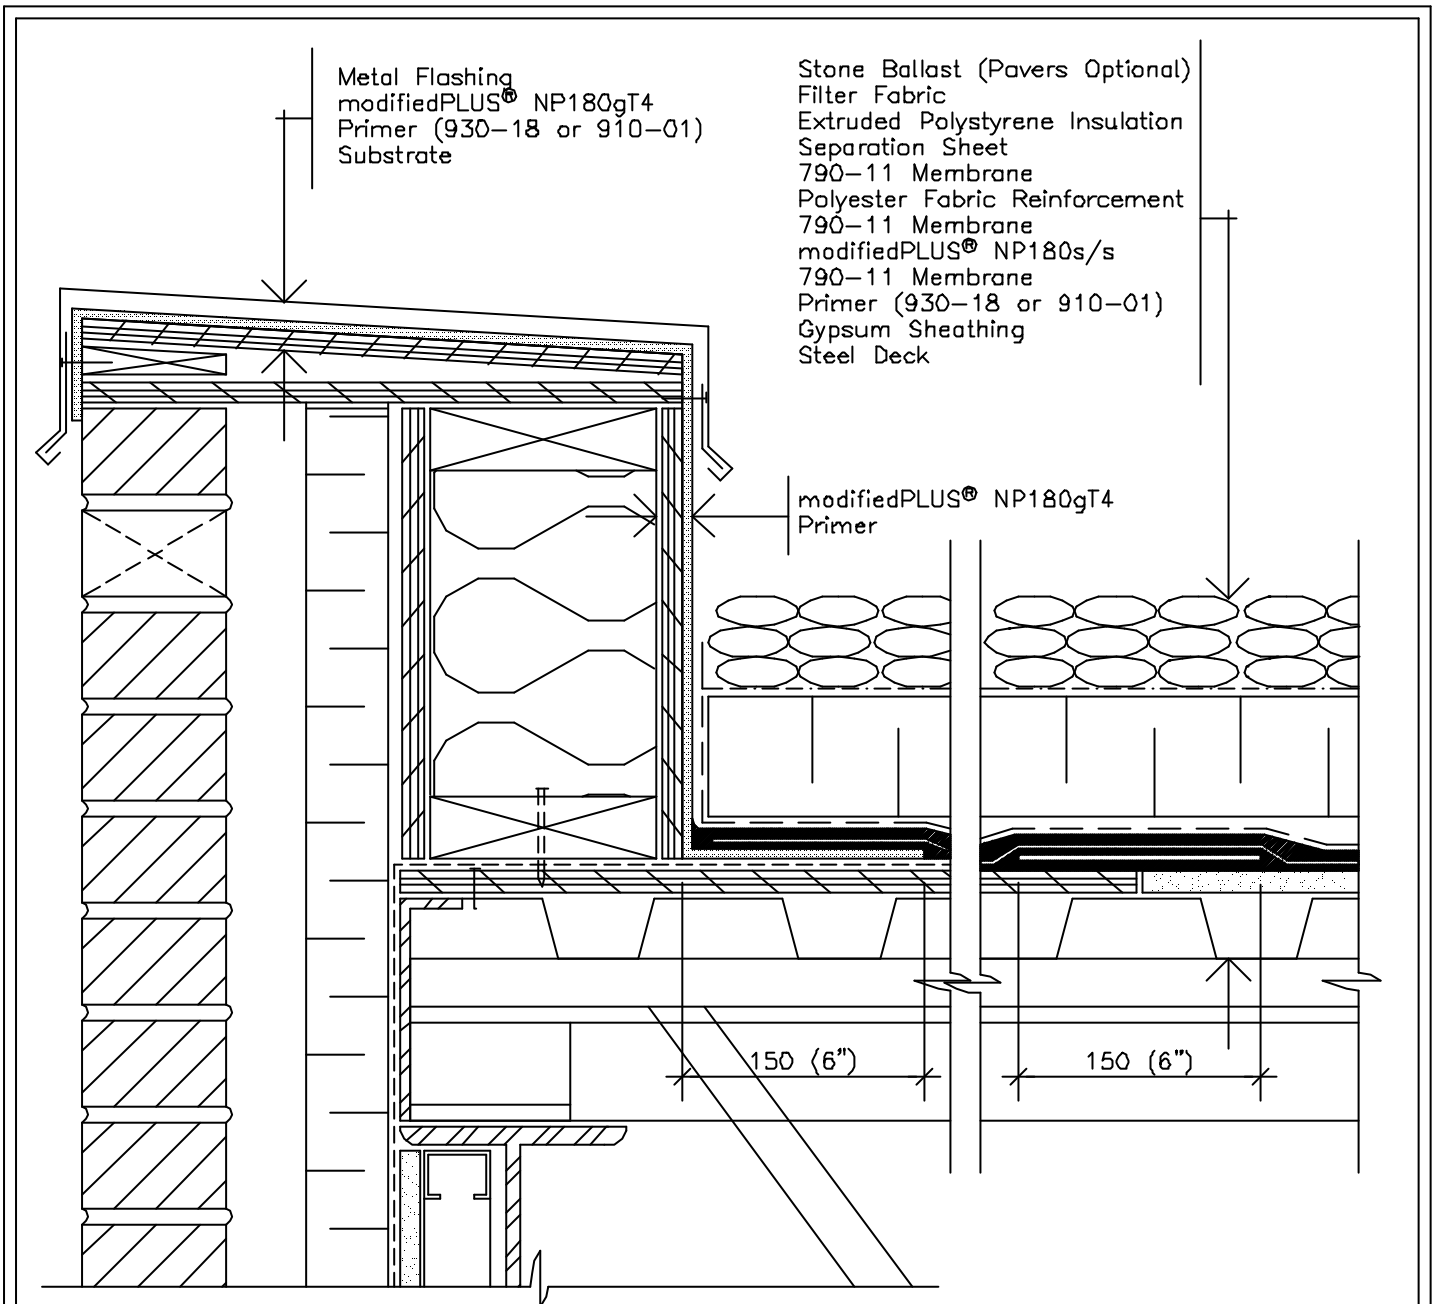 Metal Flashing
modifiedPLUS® NP180gT4
Primer (930-18 or 910-01)
Substrate
Stone Ballast (Pavers Optional)
Filter Fabric
Extruded Polystyrene Insulation
Separation Sheet
790-11 Membrane
Polyester Fabric Reinforcement
790-11 Membrane
modifiedPLUS® NP180s/s
790-11 Membrane
Primer (930-18 or 910-01)
Gypsum Sheathing
Steel Deck
modifiedPLUS® NP180gT4
Primer
150 (6")
150 (6")